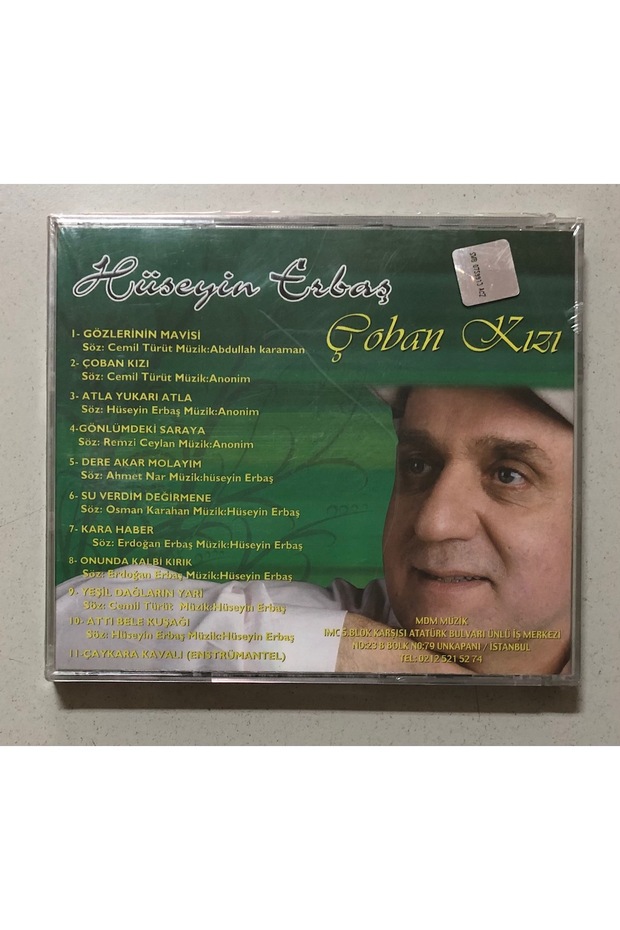 Hüseyin Erbaş
Çoban Kızı
1- GÖZLERİNİN MAVİSİ
Söz: Cemil Türüt Müzik:Abdullah karaman
2- ÇOBAN KIZI
Söz: Cemil Türüt Müzik:Anonim
3- ATLA YUKARI ATLA
Söz: Hüseyin Erbaş Müzik:Anonim
4-GÖNLÜMDEKİ SARAYA
Söz: Remzi Ceylan Müzik:Anonim
5- DERE AKAR MOLAYIM
Söz: Ahmet Nar Müzik:hüseyin Erbaş
6- SU VERDİM DEĞİRMENE
Söz: Osman Karahan Müzik:Hüseyin Erbaş
7- KARA HABER
Söz: Erdoğan Erbaş Müzik:Hüseyin Erbaş
8- ONUNDA KALBİ KIRIK
Söz: Erdoğan Erbaş Müzik:Hüseyin Erbaş
9- YEŞİL DAĞLARIN YARİ
Söz: Cemil Türüt Müzik:Hüseyin Erbaş
10- ATTI BELE KUŞAĞI
Söz: Hüseyin Erbaş Müzik:Hüseyin Erbaş
11-ÇAYKARA KAVALI (ENSTRÜMANTEL)
MDM MÜZİK
IMC 5.BLOK KARŞISI ATATÜRK BULVARI ÜNLÜ İŞ MERKEZİ
NO:23 B BOLK NO:79 UNKAPANI / İSTANBUL
TEL: 0212 521 52 74